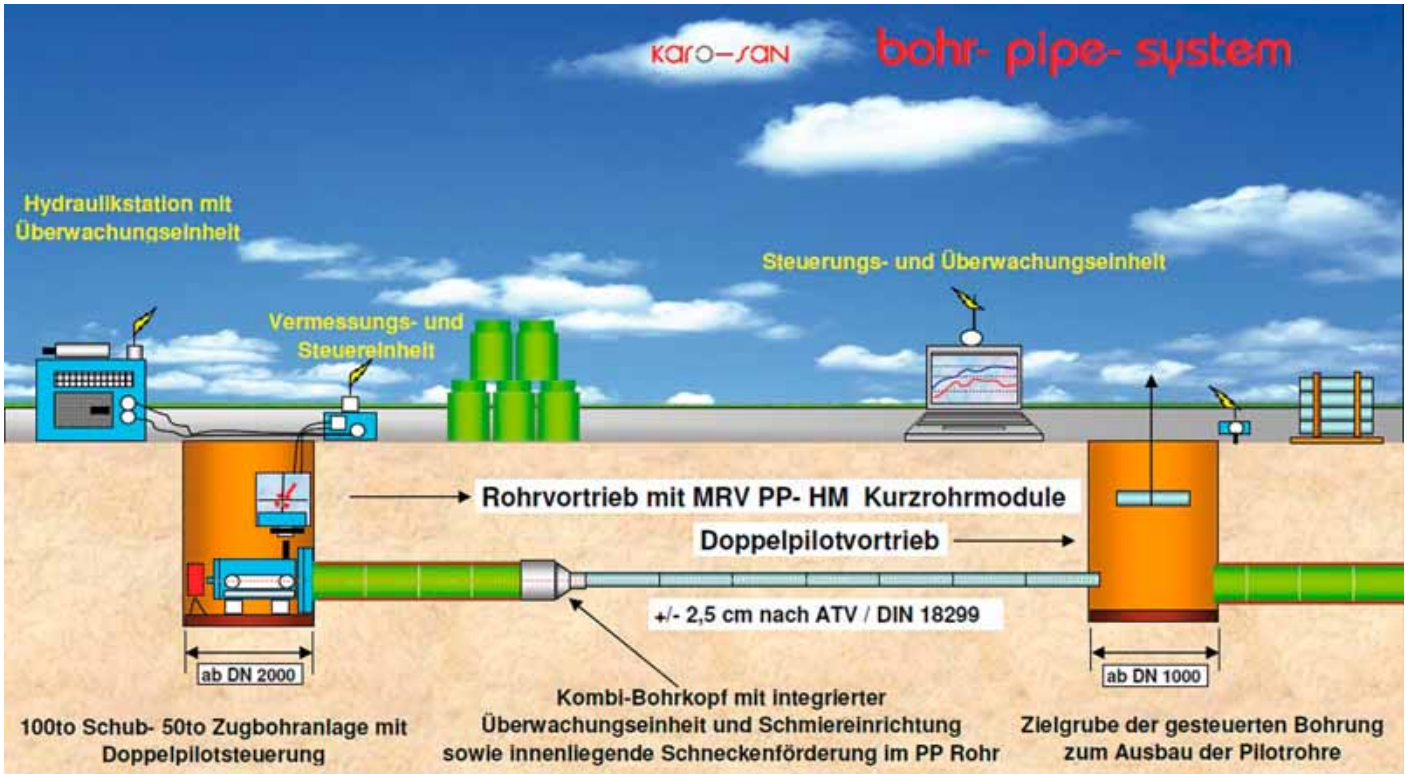 KARO-SAN
bohr- pipe- system
Hydraulikstation mit
Überwachungseinheit
Steuerungs- und Überwachungseinheit
Vermessungs- und
Steuereinheit
Rohrvortrieb mit MRV PP- HM Kurzrohrmodule
Doppelpilotvortrieb
+/- 2,5 cm nach ATV / DIN 18299
ab DN 2000
ab DN 1000
100to Schub- 50to Zugbohranlage mit
Doppelpilotsteuerung
Kombi-Bohrkopf mit integrierter
Überwachungseinheit und Schmiereinrichtung
sowie innenliegende Schneckenförderung im PP Rohr
Zielgrube der gesteuerten Bohrung
zum Ausbau der Pilotrohre